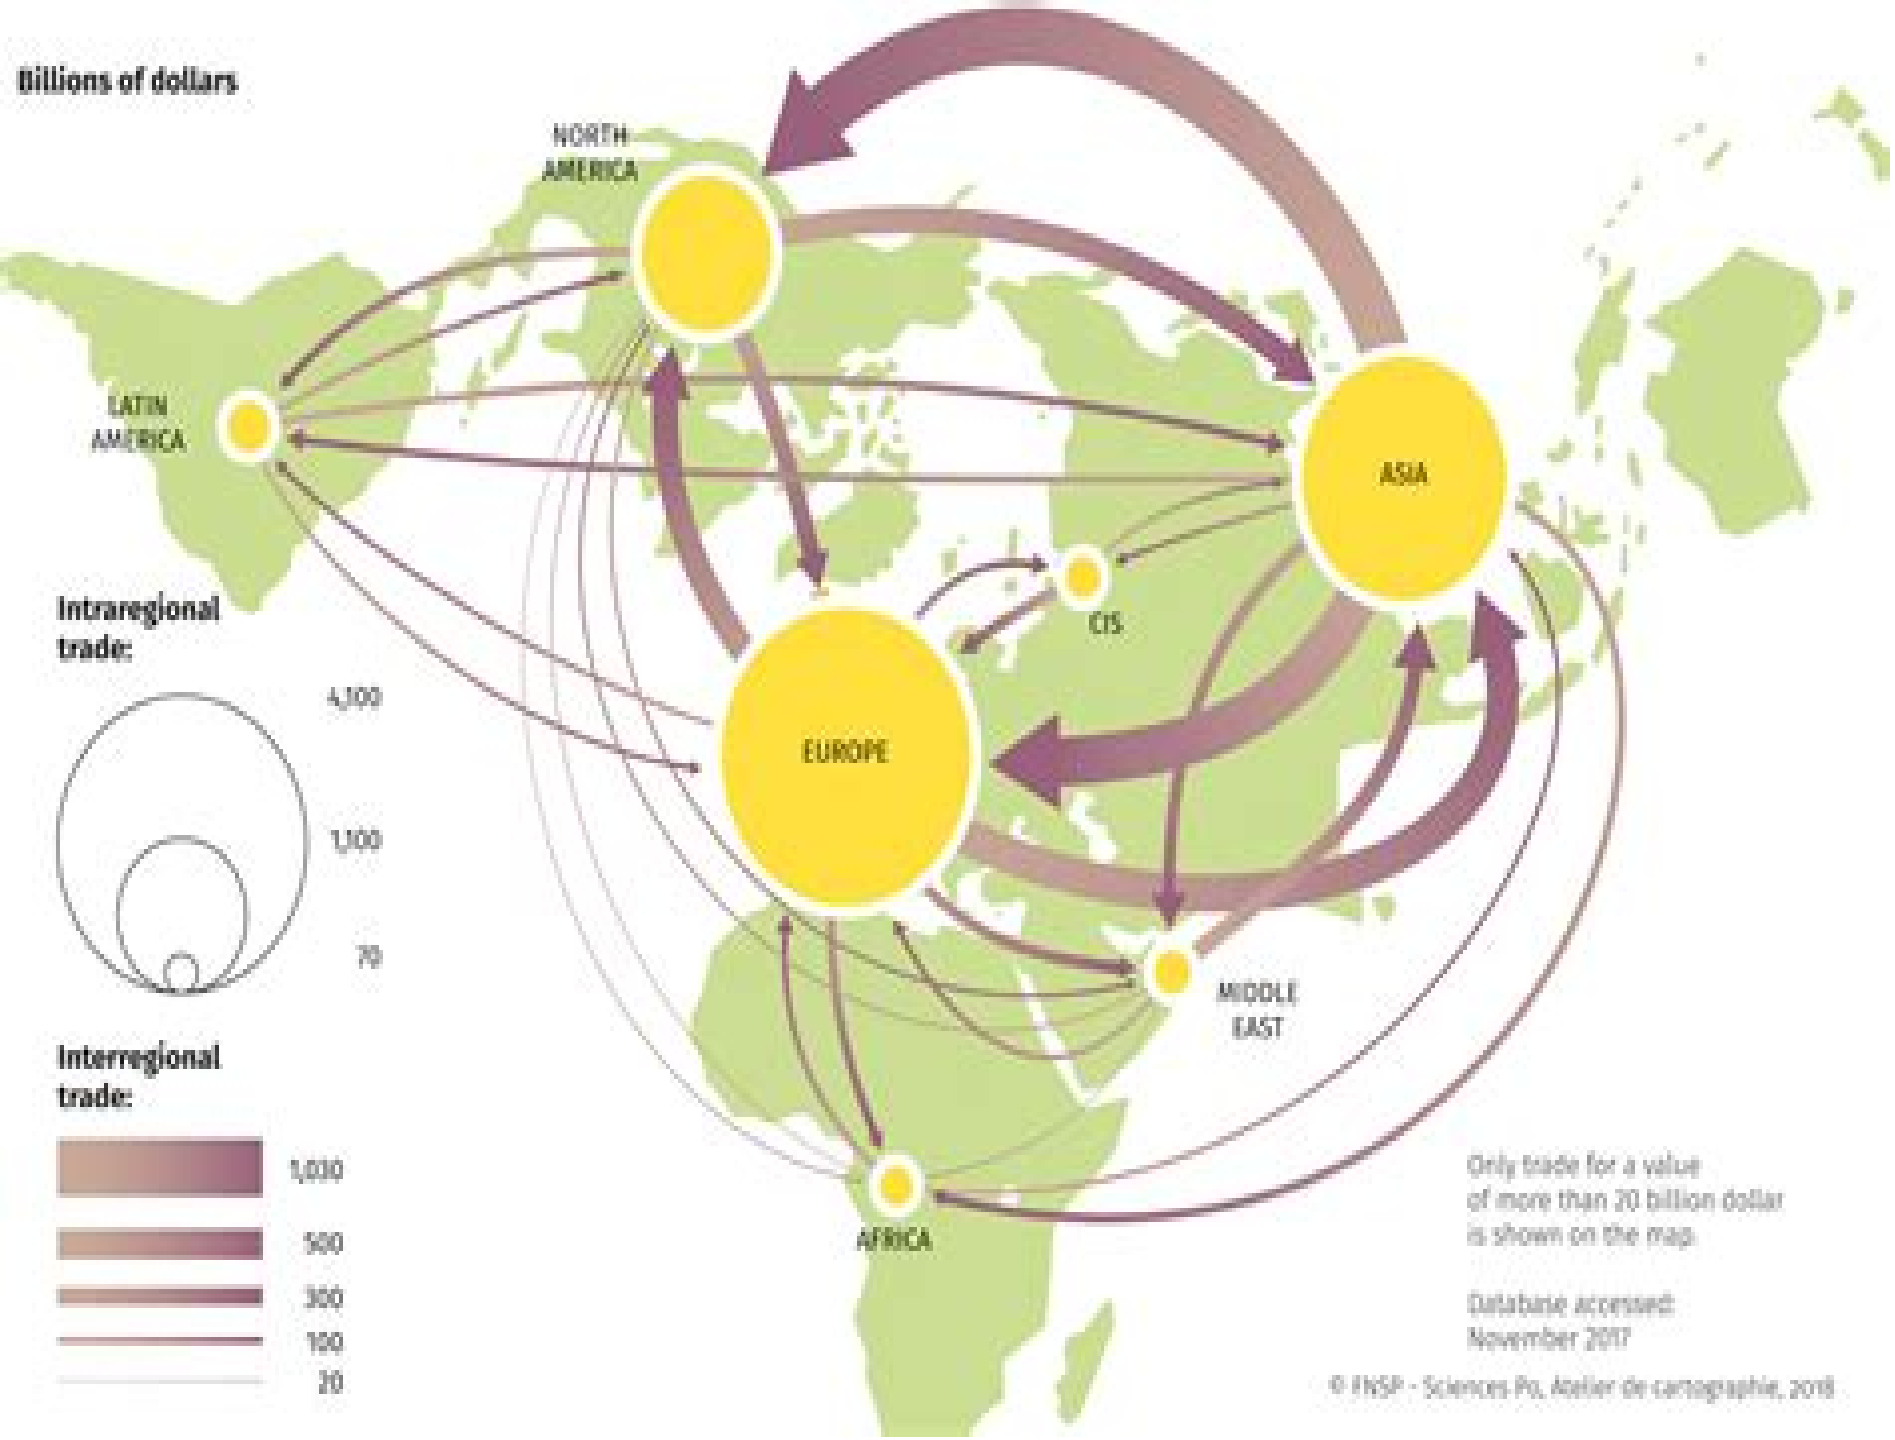 Billions of dollars
NORTH
AMERICA
LATIN
AMERICA
ASIA
CIS
EUROPE
MIDDLE
EAST
AFRICA
Intraregional
trade:
4,100
1,100
70
Interregional
trade:
1,030
500
300
100
20
Only trade for a value
of more than 20 billion dollar
is shown on the map.
Database accessed:
November 2017
© FNSP - Sciences Po, Atelier de cartographie, 2018